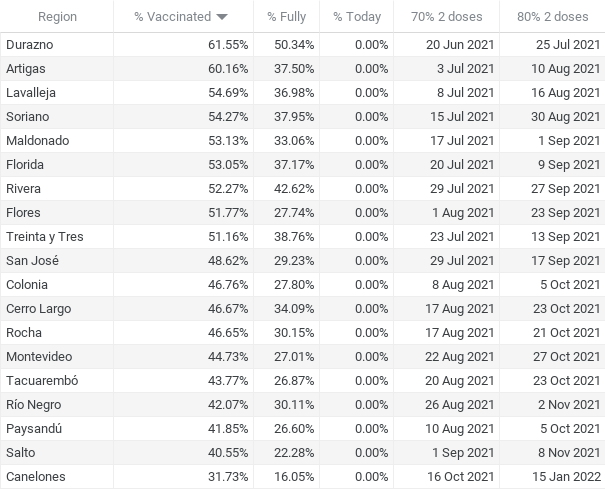 Region % Vaccinated % Fully % Today 70% 2 doses 80% 2 doses
Durazno 61.55% 50.34% 0.00% 20 Jun 2021 25 Jul 2021
Artigas 60.16% 37.50% 0.00% 3 Jul 2021 10 Aug 2021
Lavalleja 54.69% 36.98% 0.00% 8 Jul 2021 16 Aug 2021
Soriano 54.27% 37.95% 0.00% 15 Jul 2021 30 Aug 2021
Maldonado 53.13% 33.06% 0.00% 17 Jul 2021 1 Sep 2021
Florida 53.05% 37.17% 0.00% 20 Jul 2021 9 Sep 2021
Rivera 52.27% 42.62% 0.00% 29 Jul 2021 27 Sep 2021
Flores 51.77% 27.74% 0.00% 1 Aug 2021 23 Sep 2021
Treinta y Tres 51.16% 38.76% 0.00% 23 Jul 2021 13 Sep 2021
San José 48.62% 29.23% 0.00% 29 Jul 2021 17 Sep 2021
Colonia 46.76% 27.80% 0.00% 8 Aug 2021 5 Oct 2021
Cerro Largo 46.67% 34.09% 0.00% 17 Aug 2021 23 Oct 2021
Rocha 46.65% 30.15% 0.00% 17 Aug 2021 21 Oct 2021
Montevideo 44.73% 27.01% 0.00% 22 Aug 2021 27 Oct 2021
Tacuarembó 43.77% 26.87% 0.00% 20 Aug 2021 23 Oct 2021
Río Negro 42.07% 30.11% 0.00% 26 Aug 2021 2 Nov 2021
Paysandú 41.85% 26.60% 0.00% 10 Aug 2021 5 Oct 2021
Salto 40.55% 22.28% 0.00% 1 Sep 2021 8 Nov 2021
Canelones 31.73% 16.05% 0.00% 16 Oct 2021 15 Jan 2022